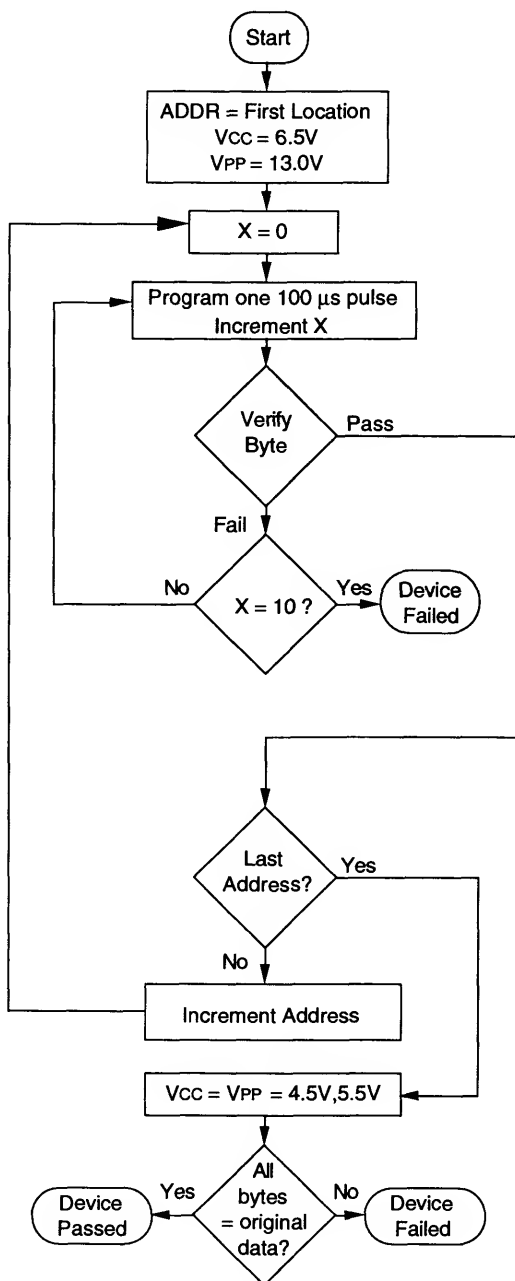 Start
ADDR = First Location
VCC = 6.5V
VPP = 13.0V
X = 0
Program one 100 µs pulse
Increment X
Verify
Byte
Pass
Fail
No
X = 10 ?
Yes
Device
Failed
Last
Address?
Yes
No
Increment Address
VCC = VPP = 4.5V,5.5V
Device
Passed
Yes
All
bytes
= original
data?
No
Device
Failed